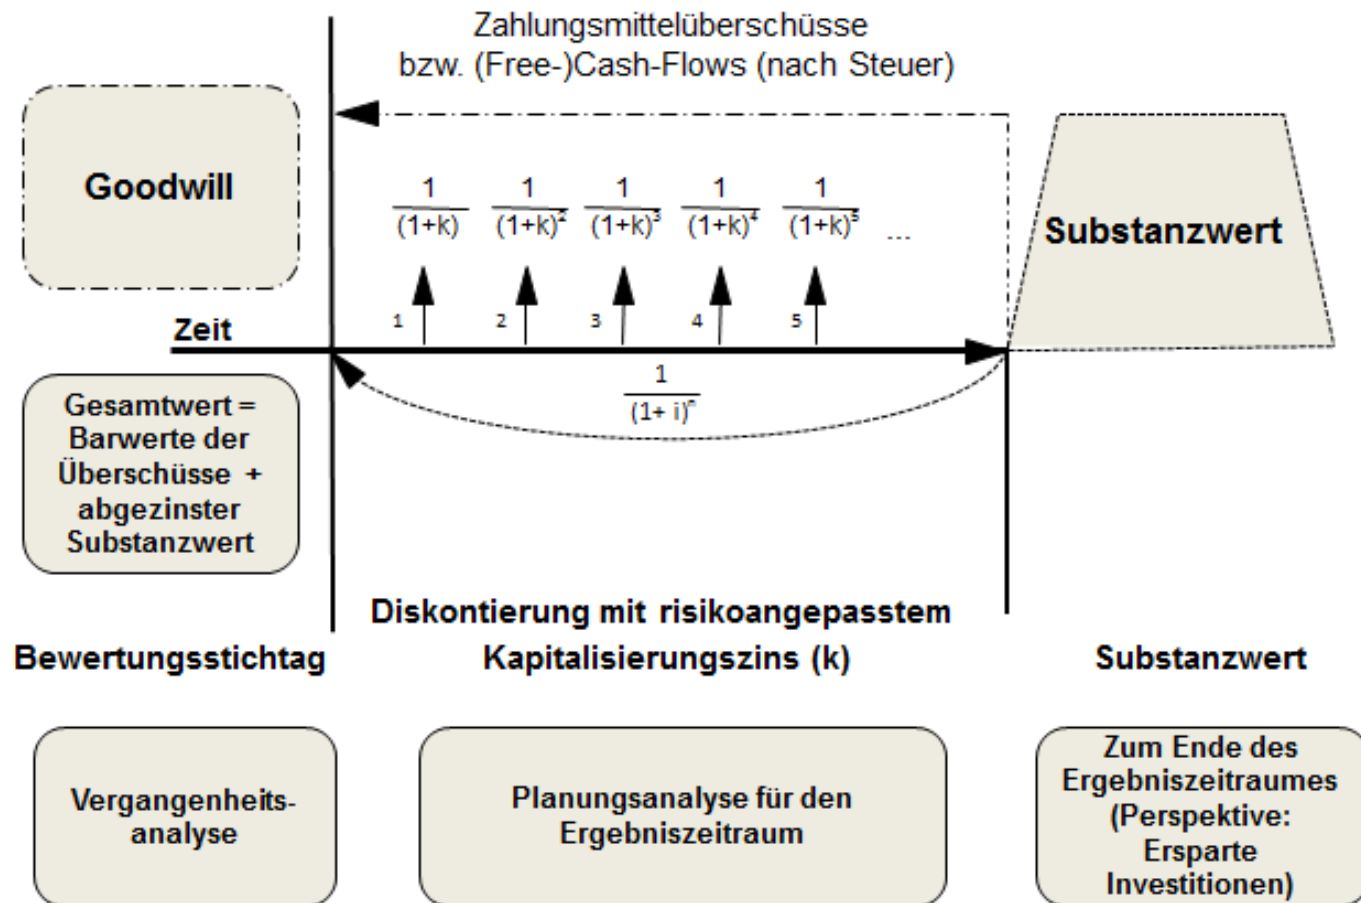 Zahlungsmittelüberschüsse
bzw. (Free-)Cash-Flows (nach Steuer)
Goodwill
1 1 1 1 1
(1+k) (1+k)² (1+k)³ (1+k)⁴ (1+k)⁵ ...
Substanzwert
1 2 3 4 5
Zeit
1
(1+ i)ⁿ
Gesamtwert =
Barwerte der
Überschüsse +
abgezinster
Substanzwert
Diskontierung mit risikoangepasstem
Kapitalisierungszins (k)
Bewertungsstichtag
Substanzwert
Vergangenheits-
analyse
Planungsanalyse für den
Ergebniszeitraum
Zum Ende des
Ergebniszeitraumes
(Perspektive:
Ersparte
Investitionen)